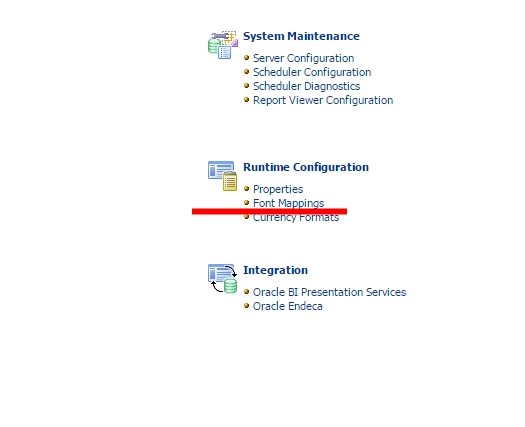 System Maintenance
Server Configuration
Scheduler Configuration
Scheduler Diagnostics
Report Viewer Configuration
Runtime Configuration
Properties
Font Mappings
Currency Formats
Integration
Oracle BI Presentation Services
Oracle Endeca